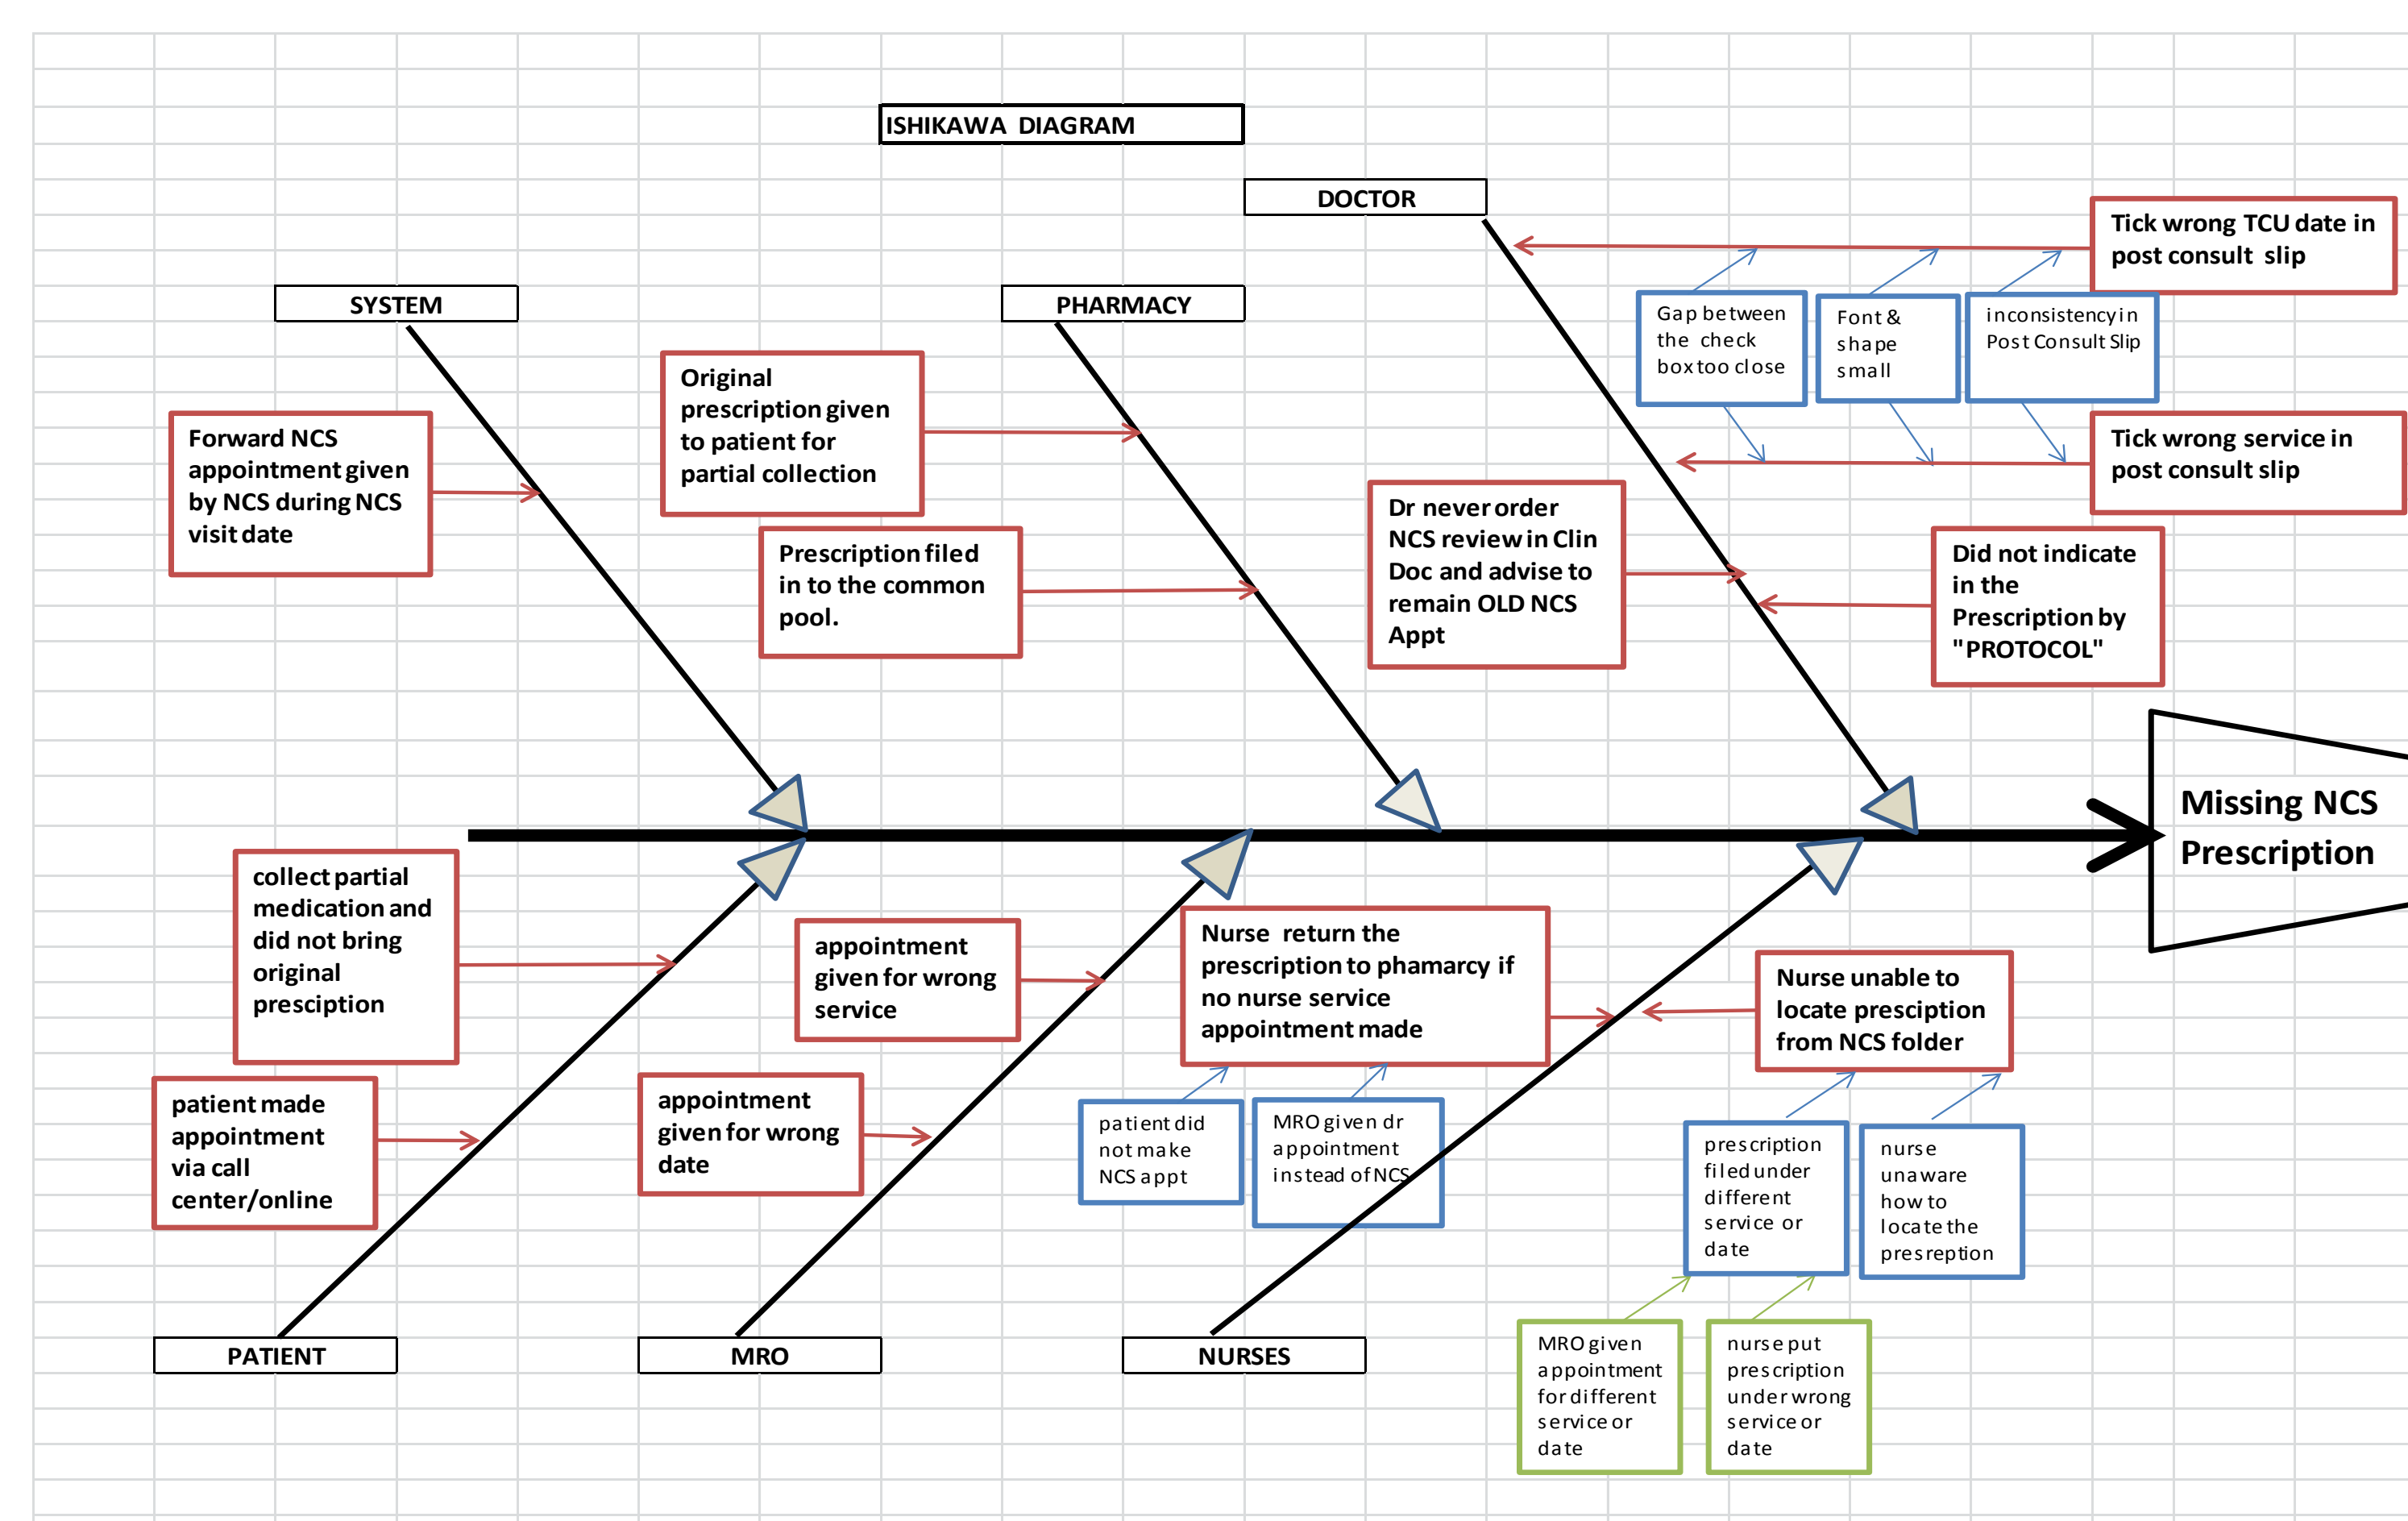 ISHIKAWA DIAGRAM
DOCTOR
Tick wrong TCU date in
post consult slip
SYSTEM
PHARMACY
Gap between
the check
box too close
Font &
shape
small
inconsistency in
Post Consult Slip
Original
prescription given
to patient for
partial collection
Forward NCS
appointment given
by NCS during NCS
visit date
Tick wrong service in
post consult slip
Dr never order
NCS review in Clin
Doc and advise to
remain OLD NCS
Appt
Prescription filed
in to the common
pool.
Did not indicate
in the
Prescription by
"PROTOCOL"
Missing NCS
Prescription
collect partial
medication and
did not bring
original
presciption
appointment
given for wrong
service
Nurse return the
prescription to phamarcy if
no nurse service
appointment made
Nurse unable to
locate presciption
from NCS folder
patient made
appointment
via call
center/online
appointment
given for wrong
date
patient did
not make
NCS appt
MRO given dr
appointment
instead of NCS
prescription
filed under
different
service or
date
nurse
unaware
how to
locate the
presreption
PATIENT
MRO
NURSES
MRO given
appointment
for different
service or
date
nurse put
prescription
under wrong
service or
date